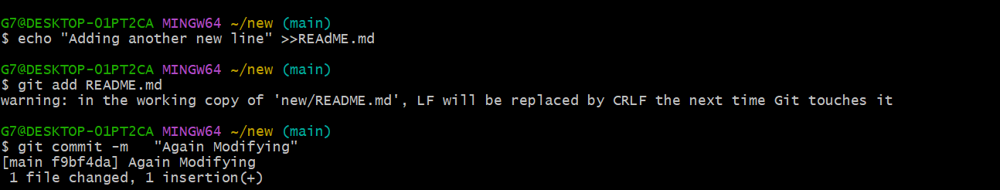 G7@DESKTOP-01PT2CA MINGW64 ~/new (main)
$ echo "Adding another new line" >>README.md
G7@DESKTOP-01PT2CA MINGW64 ~/new (main)
$ git add README.md
warning: in the working copy of 'new/README.md', LF will be replaced by CRLF the next time Git touches it
G7@DESKTOP-01PT2CA MINGW64 ~/new (main)
$ git commit -m   "Again Modifying"
[main f9bf4da] Again Modifying
 1 file changed, 1 insertion(+)